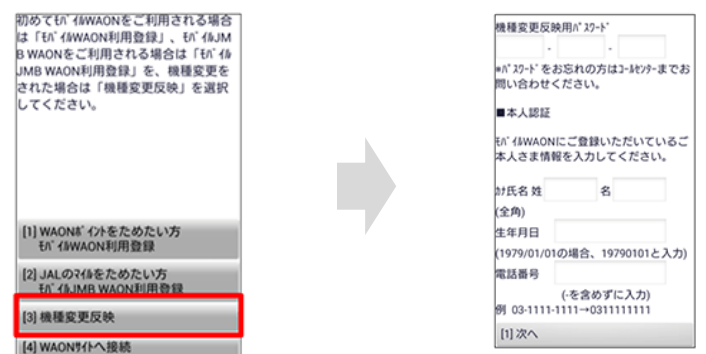 初めてﾓﾊﾞｲﾙWAONをご利用される場合
は「ﾓﾊﾞｲﾙWAON利用登録」、ﾓﾊﾞｲﾙJM
B WAONをご利用される場合は「ﾓﾊﾞｲﾙ
JMB WAON利用登録」を、機種変更を
された場合は「機種変更反映」を選択
してください。
[1] WAONﾎﾟｲﾝﾄをためたい方
ﾓﾊﾞｲﾙWAON利用登録
[2] JALのﾏｲﾙをためたい方
ﾓﾊﾞｲﾙJMB WAON利用登録
[3] 機種変更反映
[4] WAONｻｲﾄへ接続
機種変更反映用ﾊﾟｽﾜｰﾄﾞ
- -
*ﾊﾟｽﾜｰﾄﾞをお忘れの方はｺｰﾙｾﾝﾀｰまでお
問い合わせください。
■本人認証
ﾓﾊﾞｲﾙWAONにご登録いただいているご
本人さま情報を入力してください。
ｶﾅ氏名 姓 名
(全角)
生年月日
(1979/01/01の場合、19790101と入力)
電話番号
(-を含めずに入力)
例 03-1111-1111→0311111111
[1] 次へ